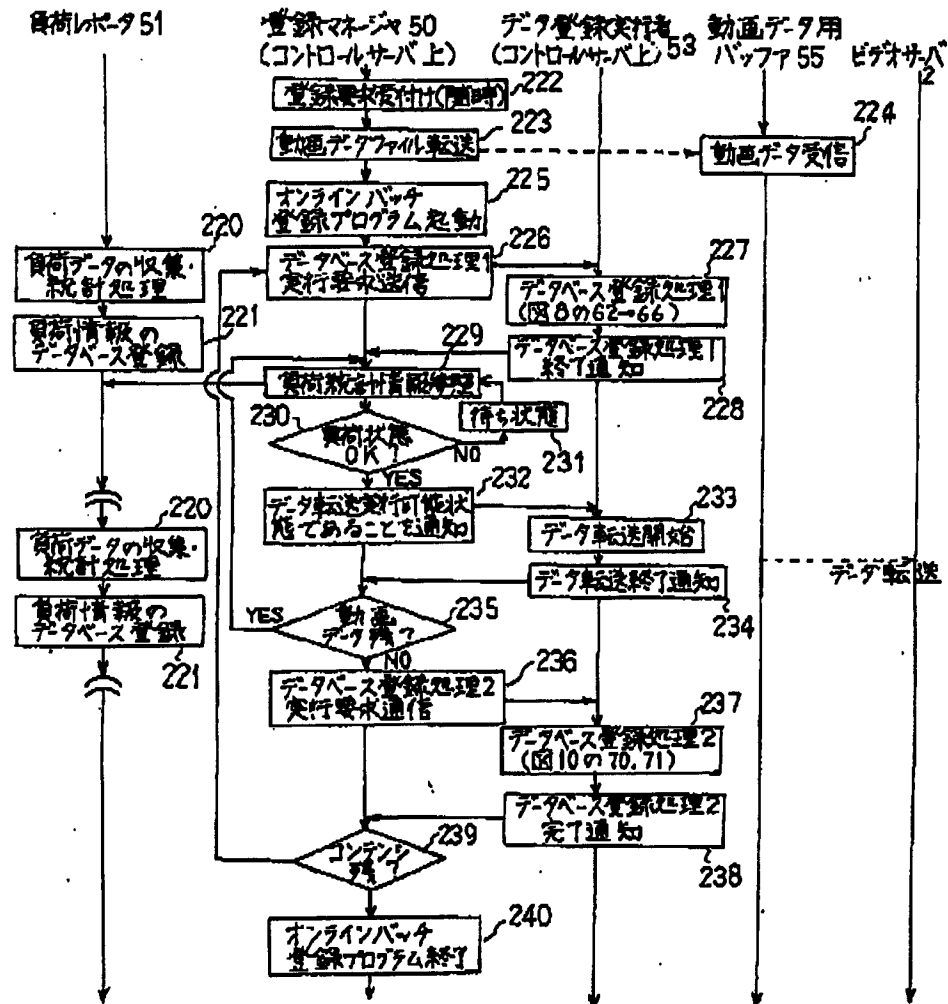 負荷レポータ 51
登録マネージャ 50
(コントロールサーバ上)
データ登録実行者
(コントロールサーバ上) 53
動画データ用
バッファ 55
ビデオサーバ
2
登録要求受付け(随時)
222
動画データファイル転送
223
動画データ受信
224
オンラインバッチ
登録プログラム起動
225
負荷データの収集・
統計処理
220
データベース登録処理1
実行要求送信
226
データベース登録処理1
(図8の62→66)
227
負荷情報の
データベース登録
221
データベース登録処理1
終了通知
228
負荷統計情報
229
230
負荷状態
OK?
NO
YES
待ち状態
231
データ転送実行可能状
態であることを通知
232
データ転送開始
233
データ転送
220
負荷データの収集・
統計処理
データ転送終了通知
234
負荷情報の
データベース登録
221
動画
データ残?
235
YES
NO
データベース登録処理2
実行要求通信
236
データベース登録処理2
(図10の70.71)
237
データベース登録処理2
完了通知
238
コンテンツ
残?
239
オンラインバッチ
登録プログラム終了
240